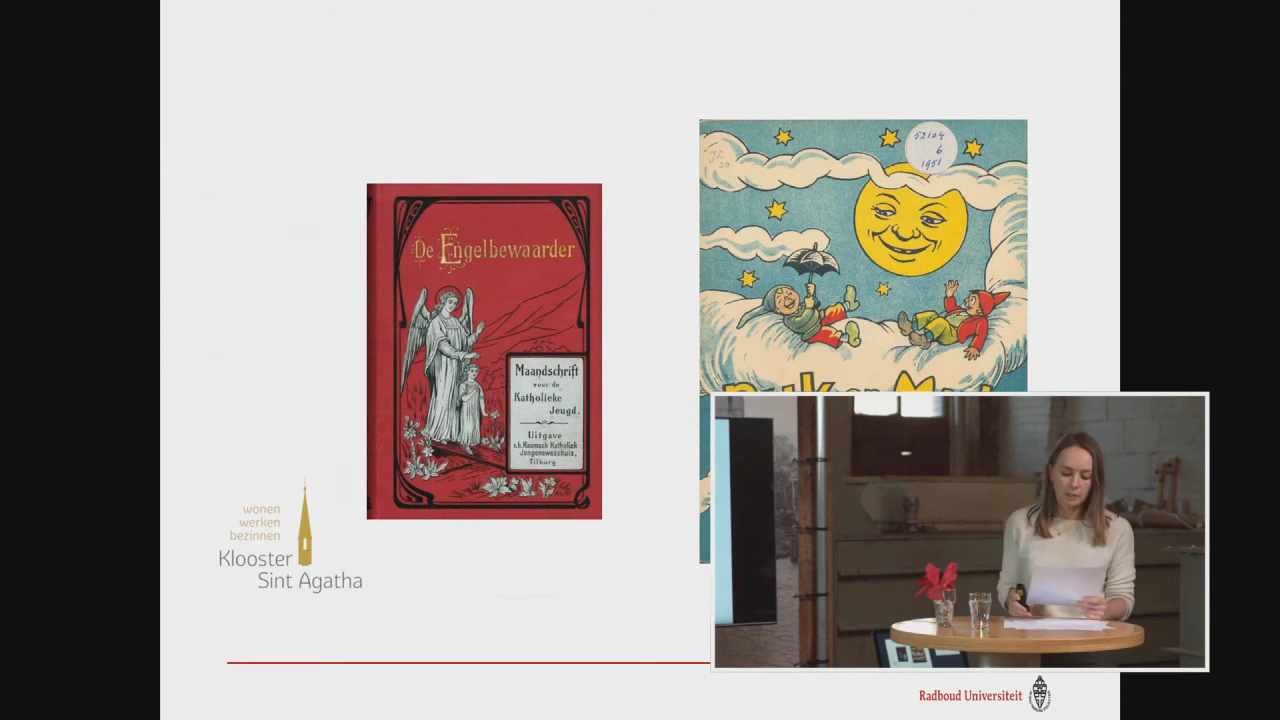 De Engelbewaarder
Maandschrift
voor de
Katholieke
Jeugd.
Uitgave
v.h. Roomsch Katholiek
Jongensweeshuis,
Tilburg
52104
6
1951
wonen
werken
bezinnen
Klooster
Sint Agatha
Radboud Universiteit